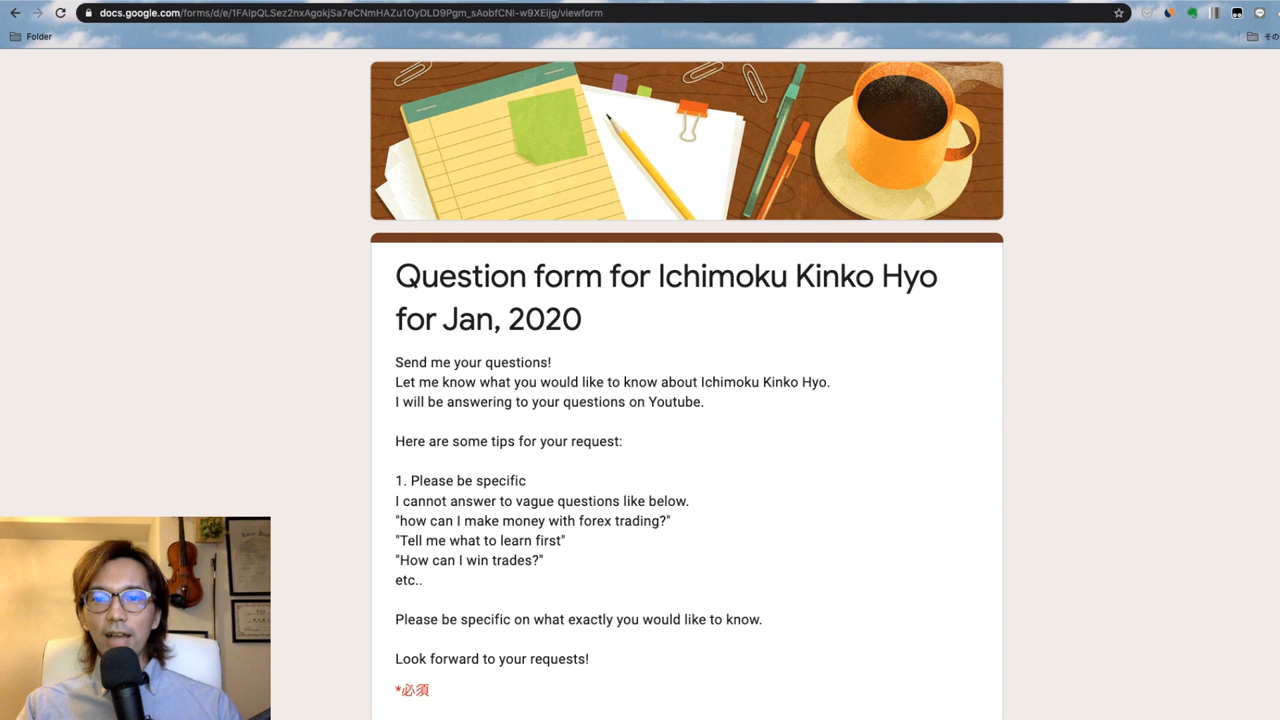 docs.google.com/forms/d/e/1FAIpQLSez2nxAgokjSa7eCNmHAZu1OyDLD9Pgm_sAobfCNI-w9XEijg/viewform
Folder
その
Question form for Ichimoku Kinko Hyo
for Jan, 2020
Send me your questions!
Let me know what you would like to know about Ichimoku Kinko Hyo.
I will be answering to your questions on Youtube.
Here are some tips for your request:
1. Please be specific
I cannot answer to vague questions like below.
"how can I make money with forex trading?"
"Tell me what to learn first"
"How can I win trades?"
etc..
Please be specific on what exactly you would like to know.
Look forward to your requests!
*必須